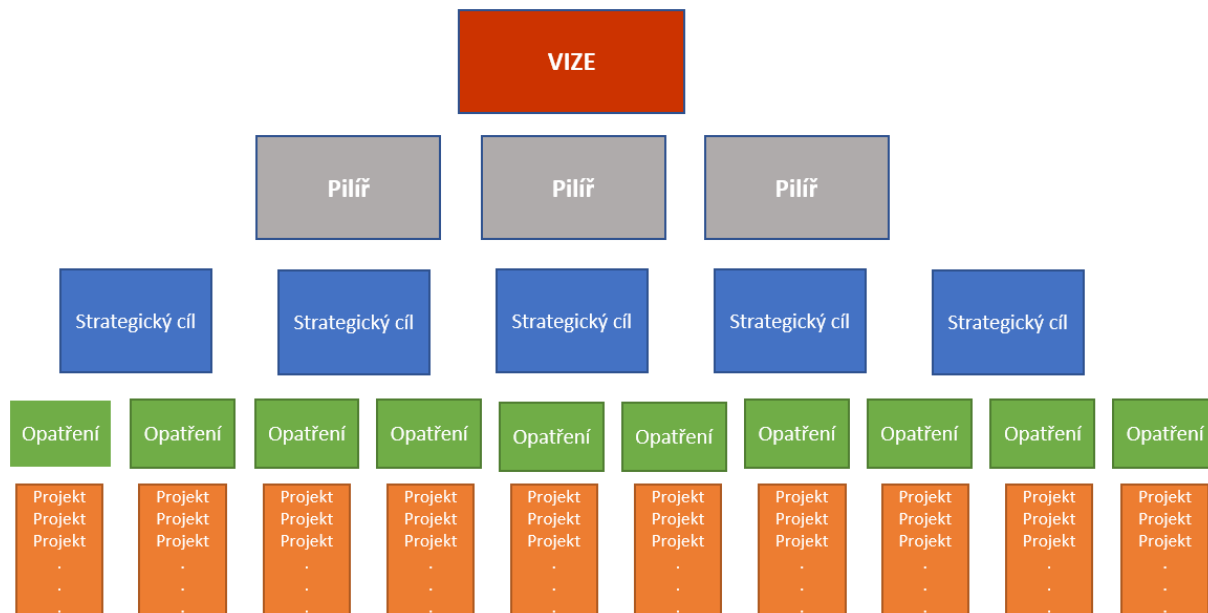 VIZE
Pilíř Pilíř Pilíř
Strategický cíl Strategický cíl Strategický cíl Strategický cíl Strategický cíl
Opatření Opatření Opatření Opatření Opatření Opatření Opatření Opatření Opatření Opatření
Projekt Projekt Projekt Projekt Projekt Projekt Projekt Projekt Projekt Projekt
Projekt Projekt Projekt Projekt Projekt Projekt Projekt Projekt Projekt Projekt
Projekt Projekt Projekt Projekt Projekt Projekt Projekt Projekt Projekt Projekt
. . . . . . . . . .
. . . . . . . . . .
. . . . . . . . . .